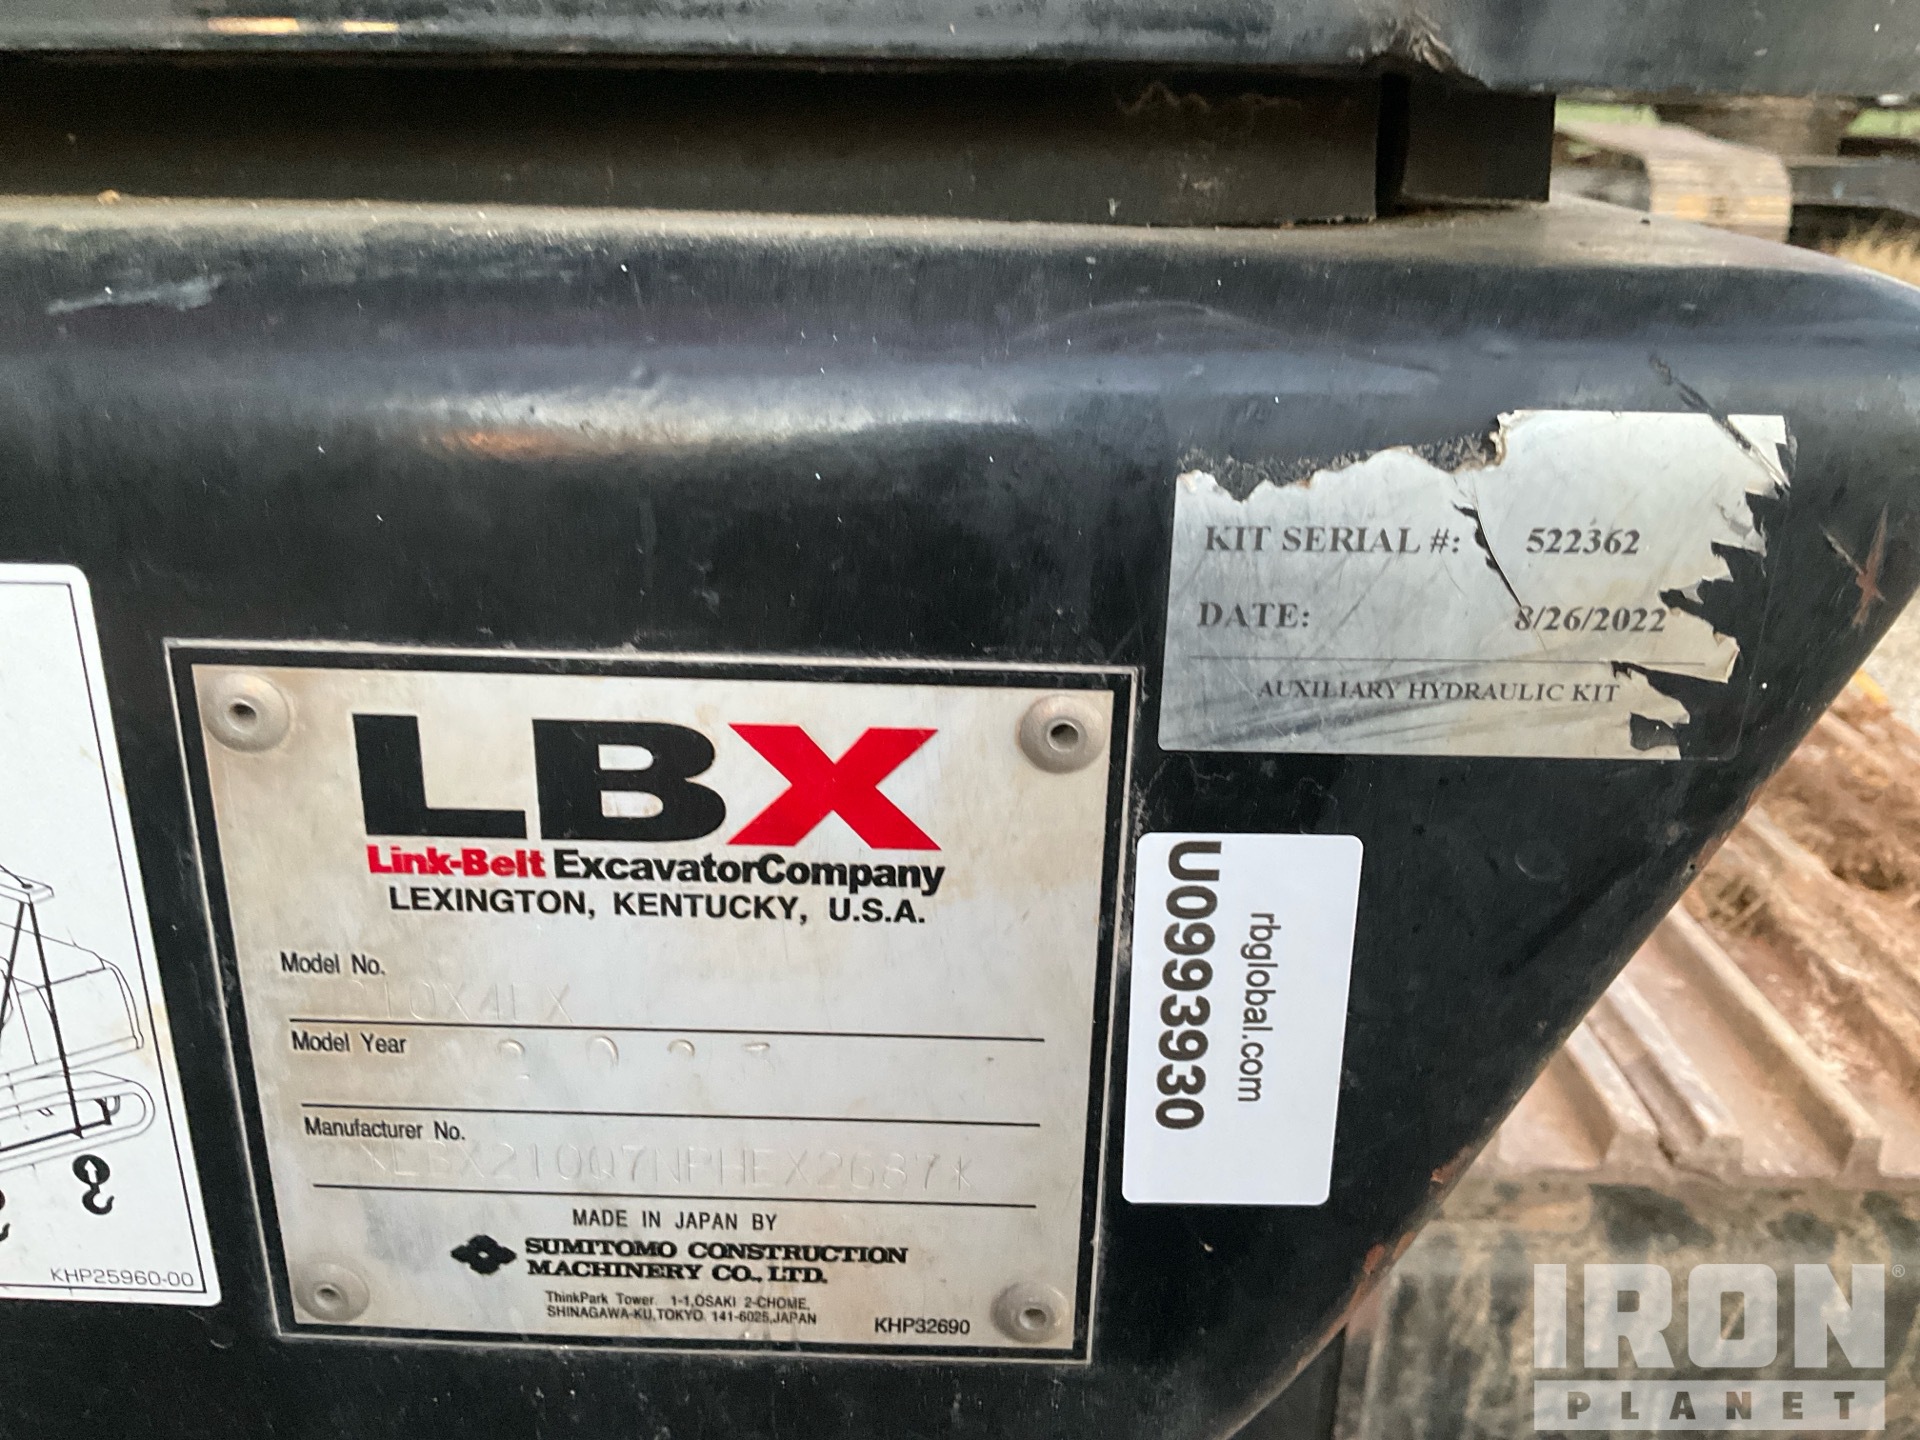 KIT SERIAL #: 522362
DATE: 8/26/2022
AUXILIARY HYDRAULIC KIT
LBX
Link-Belt ExcavatorCompany
LEXINGTON, KENTUCKY, U.S.A.
Model No.
210X4EX
Model Year
Manufacturer No.
MADE IN JAPAN BY
SUMITOMO CONSTRUCTION
MACHINERY CO., LTD.
ThinkPark Tower. 1-1,OSAKI 2-CHOME,
SHINAGAWA-KU,TOKYO 141-6025,JAPAN
KHP32690
U0993930
rbglobal.com
KHP25960-00
IRON ®
PLANET